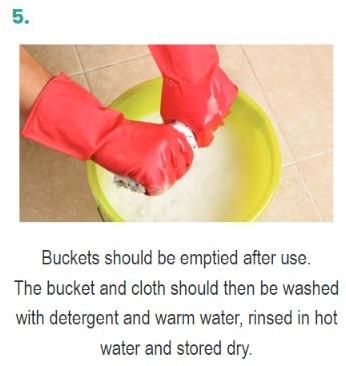 5.
Buckets should be emptied after use.
The bucket and cloth should then be washed
with detergent and warm water, rinsed in hot
water and stored dry.